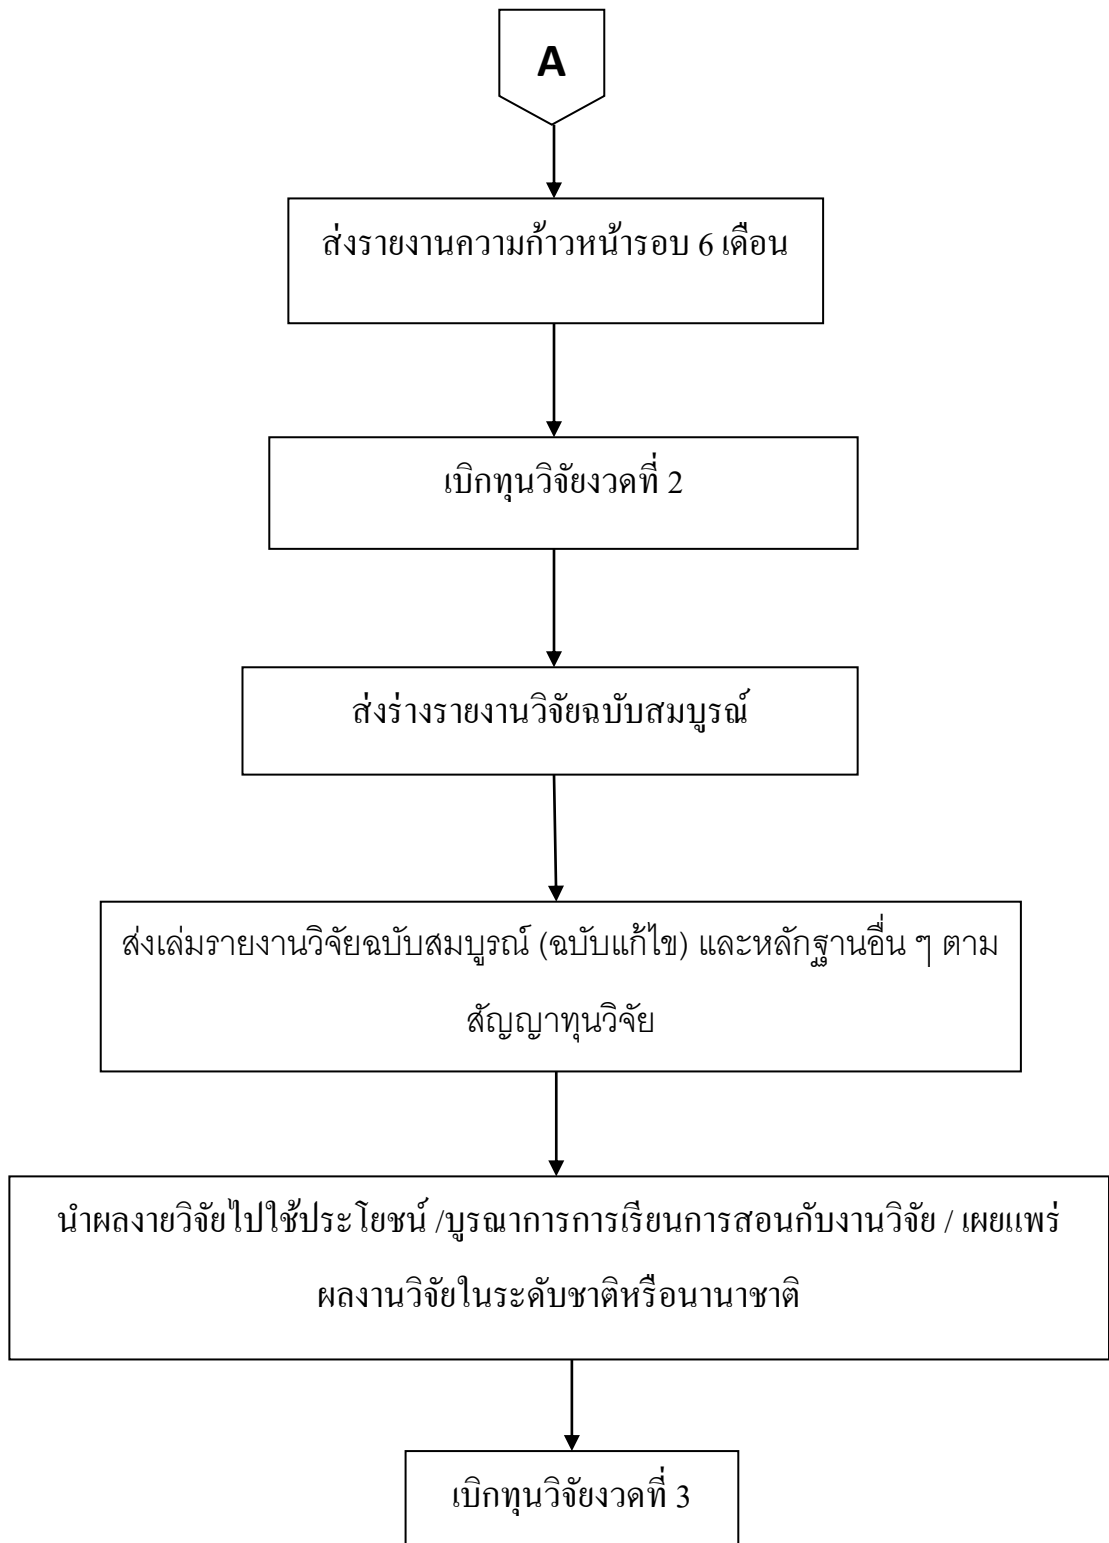 A
ส่งรายงานความก้าวหน้ารอบ 6 เดือน
เบิกทุนวิจัยงวดที่ 2
ส่งร่างรายงานวิจัยฉบับสมบูรณ์
ส่งเล่มรายงานวิจัยฉบับสมบูรณ์ (ฉบับแก้ไข) และหลักฐานอื่น ๆ ตาม
สัญญาทุนวิจัย
นำผลงายวิจัยไปใช้ประโยชน์ /บูรณาการการเรียนการสอนกับงานวิจัย / เผยแพร่
ผลงานวิจัยในระดับชาติหรือนานาชาติ
เบิกทุนวิจัยงวดที่ 3